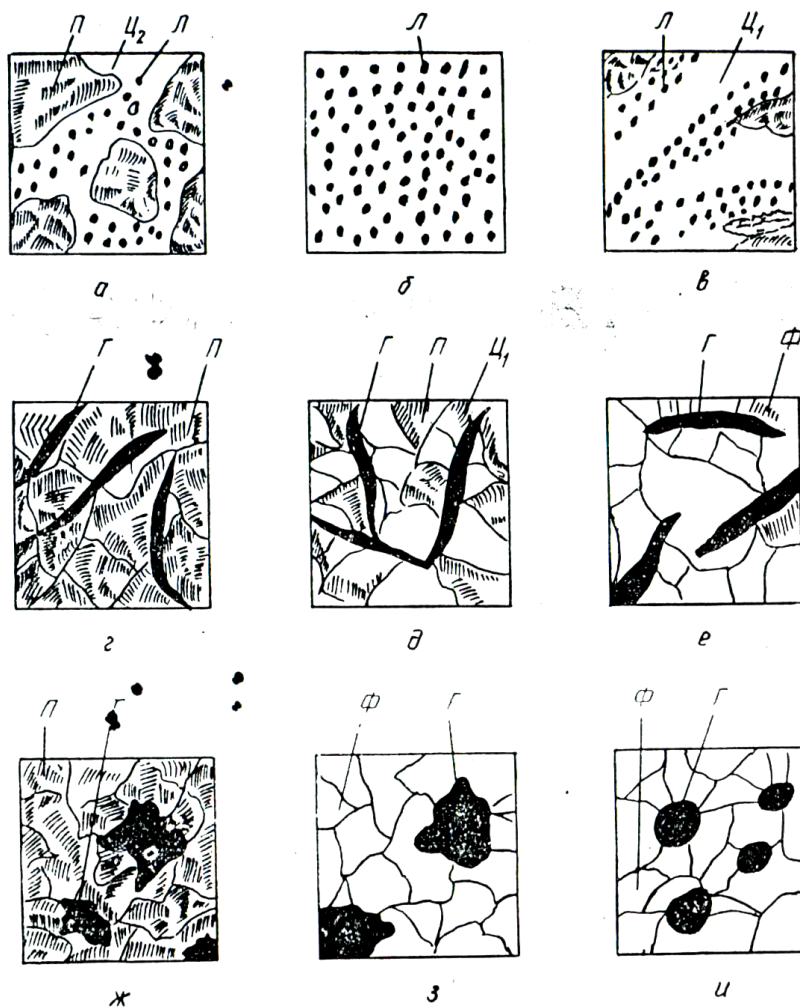 П Ц₂ Л
Л
Л Ц₁
а
б
в
Г П
Г П Ц₁
Г Ф
г
д
е
П Г
Ф Г
Ф Г
ж
з
и